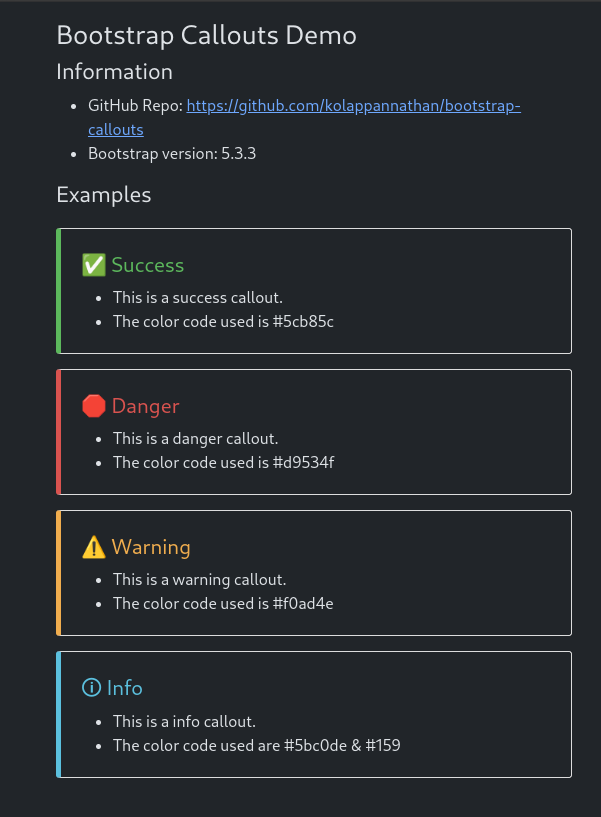 Bootstrap Callouts Demo
Information
• GitHub Repo: https://github.com/kolappannathan/bootstrap-
callouts
• Bootstrap version: 5.3.3
Examples
✅ Success
• This is a success callout.
• The color code used is #5cb85c
🛑 Danger
• This is a danger callout.
• The color code used is #d9534f
⚠️ Warning
• This is a warning callout.
• The color code used is #f0ad4e
ⓘ Info
• This is a info callout.
• The color code used are #5bc0de & #159